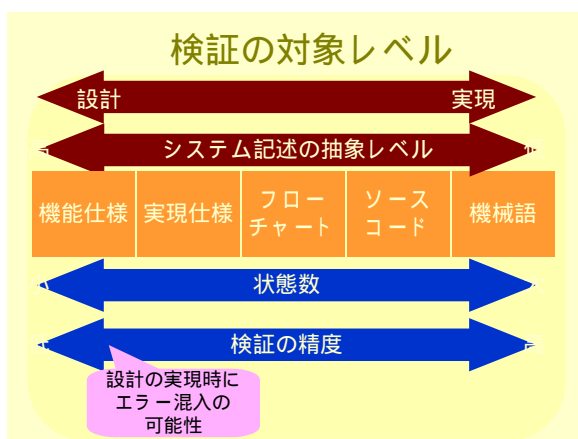 検証の対象レベル
設計 実現
システム記述の抽象レベル
機能仕様 実現仕様 フロー チャート ソース コード 機械語
状態数
検証の精度
設計の実現時に
エラー混入の
可能性